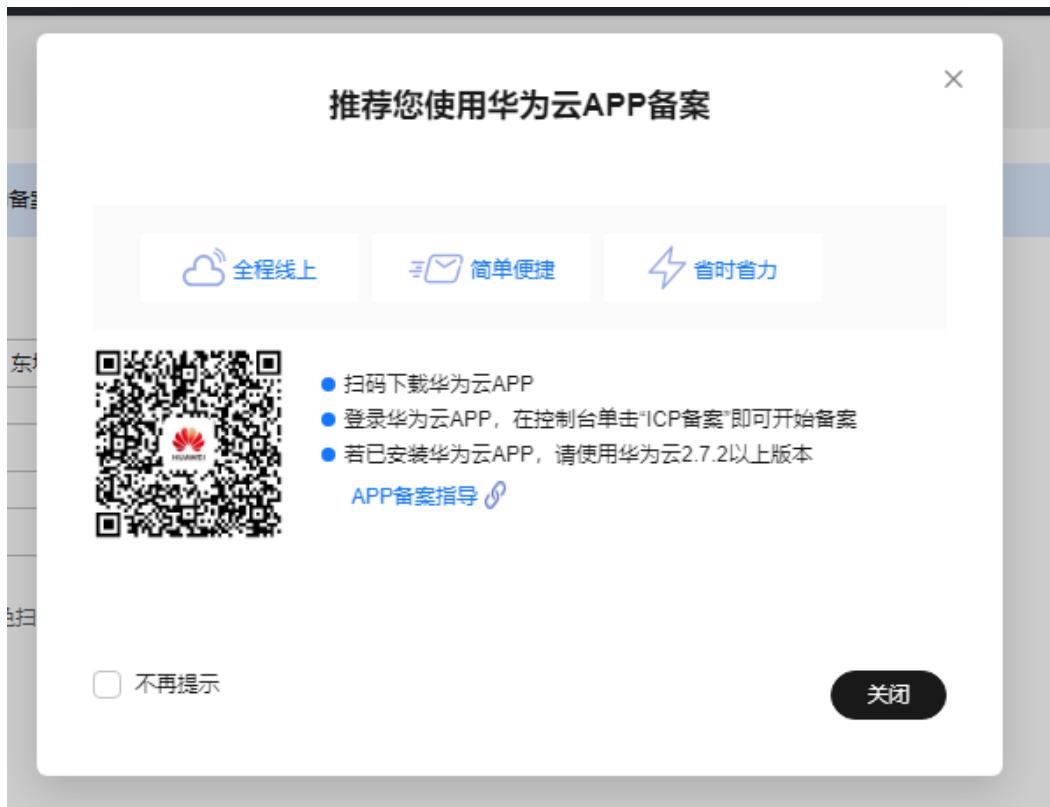 推荐您使用华为云APP备案
备案
全程线上
简单便捷
省时省力
东
HUAWEI
扫码下载华为云APP
登录华为云APP，在控制台单击“ICP备案”即可开始备案
若已安装华为云APP，请使用华为云2.7.2以上版本
APP备案指导
扫
不再提示
关闭